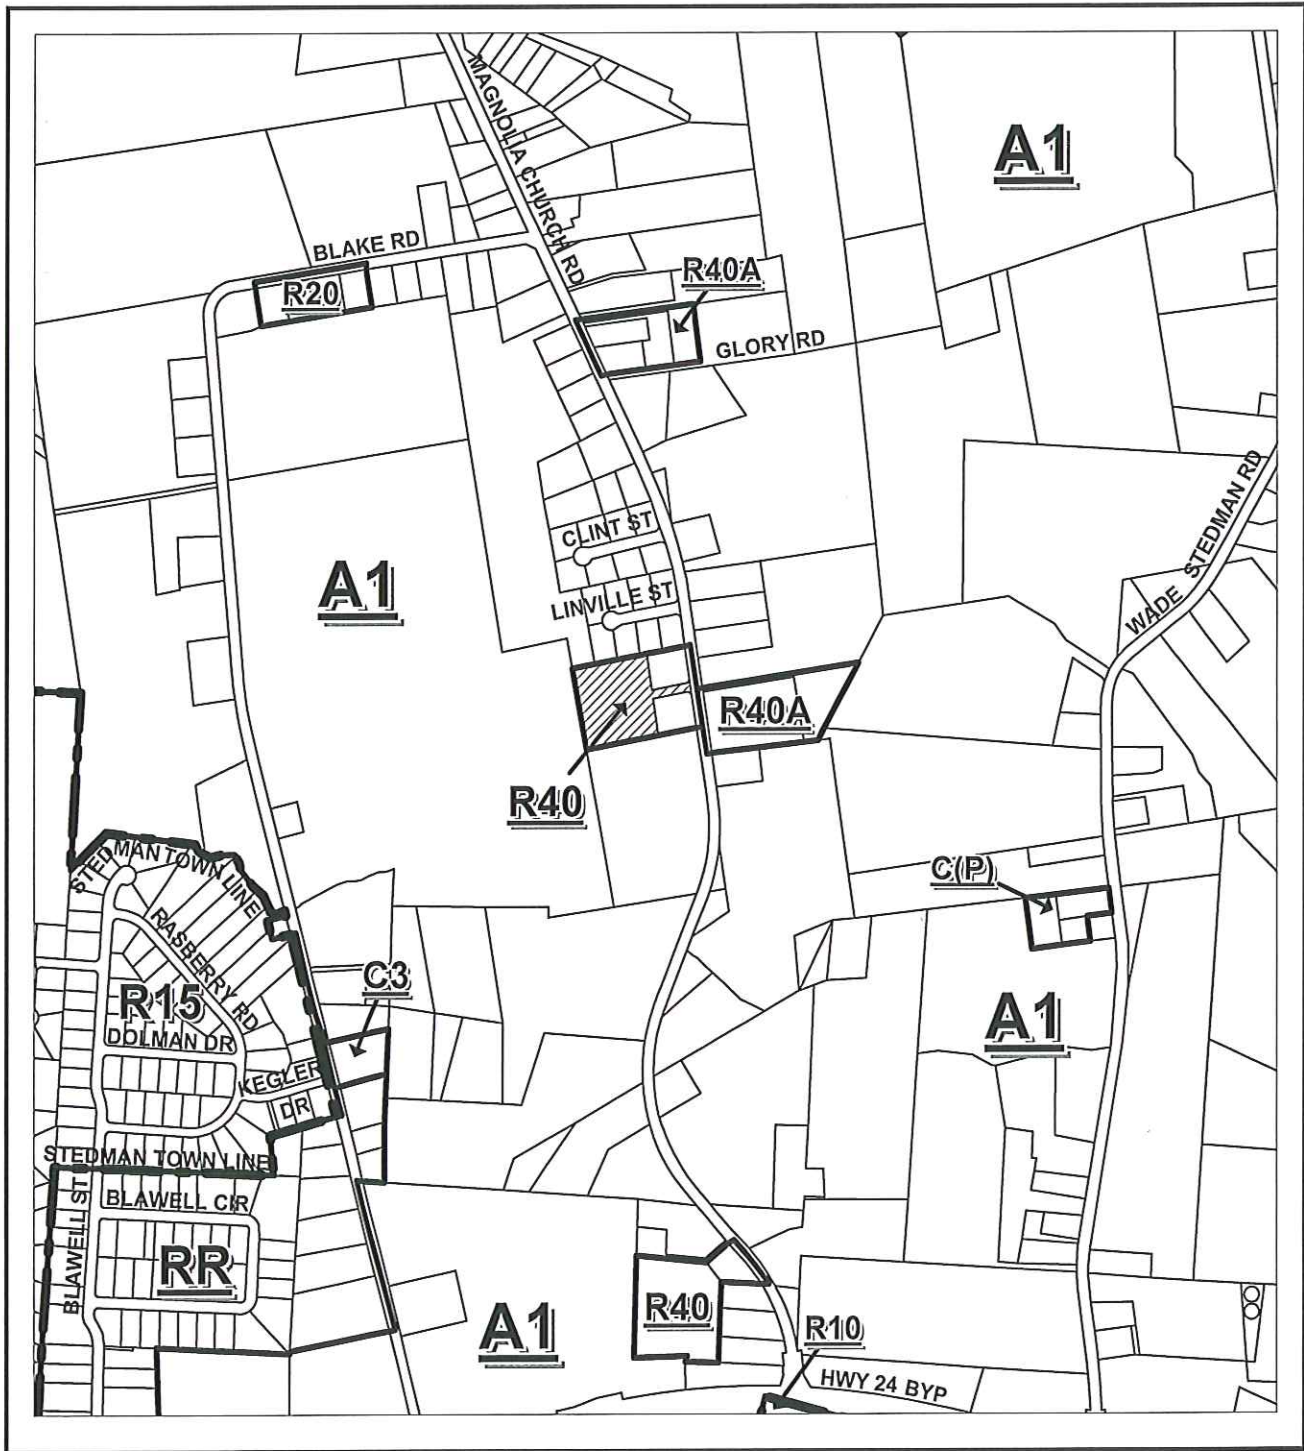 MAGNOLIA CHURCH RD
A1
BLAKE RD
R40A
R20
GLORY RD
WADE STEDMAN RD
CLINT ST
A1
LINVILLE ST
R40A
R40
STEDMAN TOWN LINE
C(P)
RASBERRY RD
C3
R15
A1
DOLMAN DR
KEGLER
DR
STEDMAN TOWN LINE
BLAWELL ST
BLAWELL CIR
RR
R40
A1
R10
HWY 24 BYP